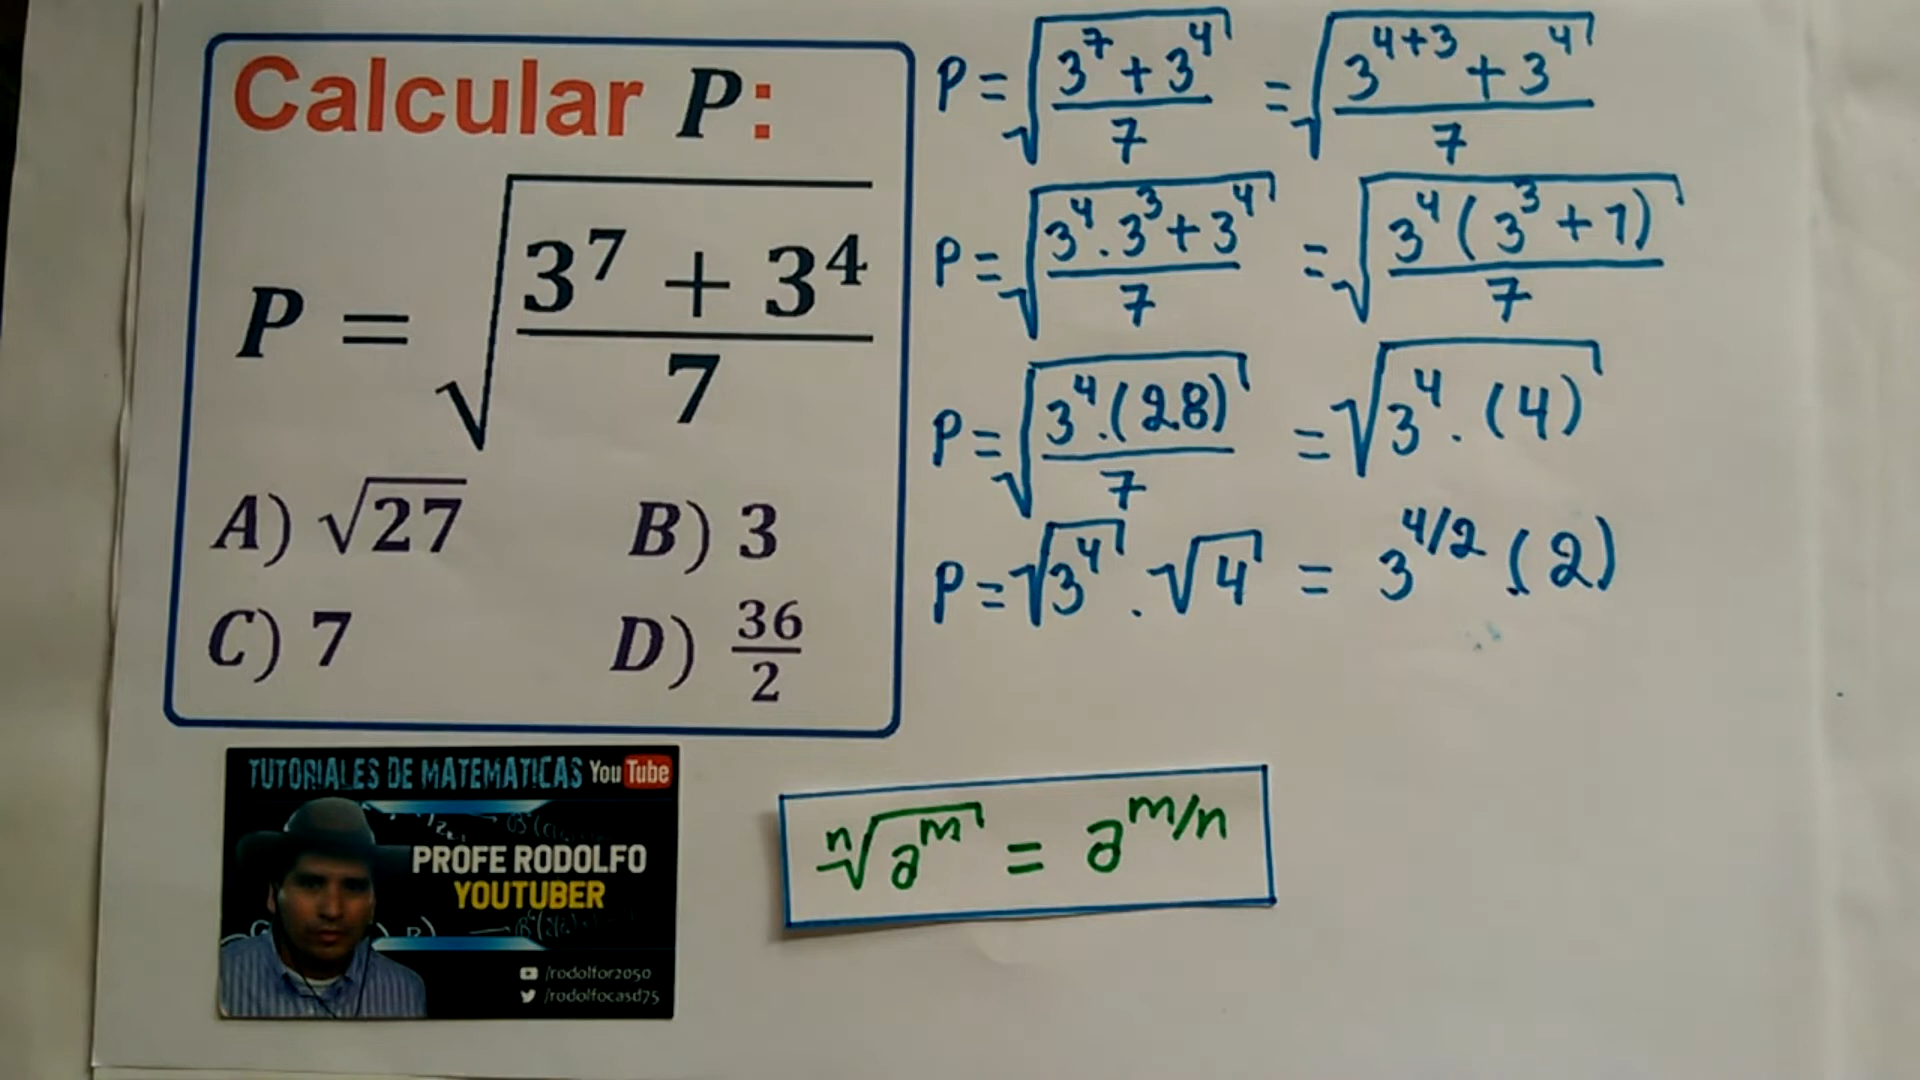 Calcular P:
P = √((3⁷ + 3⁴)/7)
A) √27 B) 3
C) 7 D) 36/2
P = √((3⁷ + 3⁴)/7) = √((3⁴⁺³ + 3⁴)/7)
P = √((3⁴ . 3³ + 3⁴)/7) = √((3⁴(3³ + 1))/7)
P = √((3⁴ . (28))/7) = √(3⁴ . (4))
P = √(3⁴) . √4 = 3^(4/2) . (2)
ⁿ√(aᵐ) = a^(m/n)
TUTORIALES DE MATEMATICAS YouTube
PROFE RODOLFO
YOUTUBER
/rodolfor2050
/rodolfocasd75